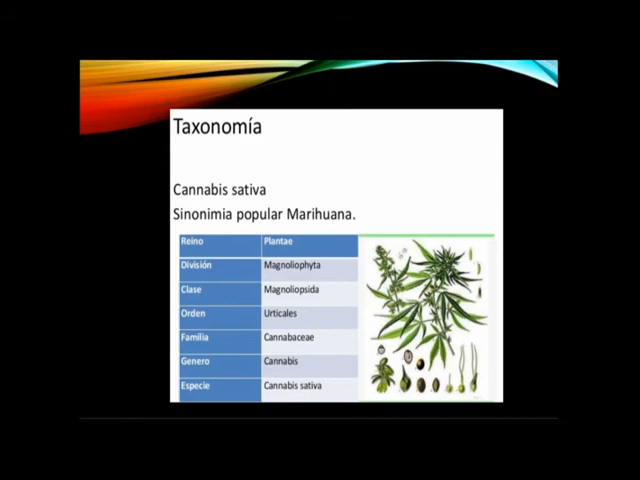 Taxonomía
Cannabis sativa
Sinonimia popular Marihuana.
Reino Plantae
División Magnoliophyta
Clase Magnoliopsida
Orden Urticales
Familia Cannabaceae
Genero Cannabis
Especie Cannabis sativa